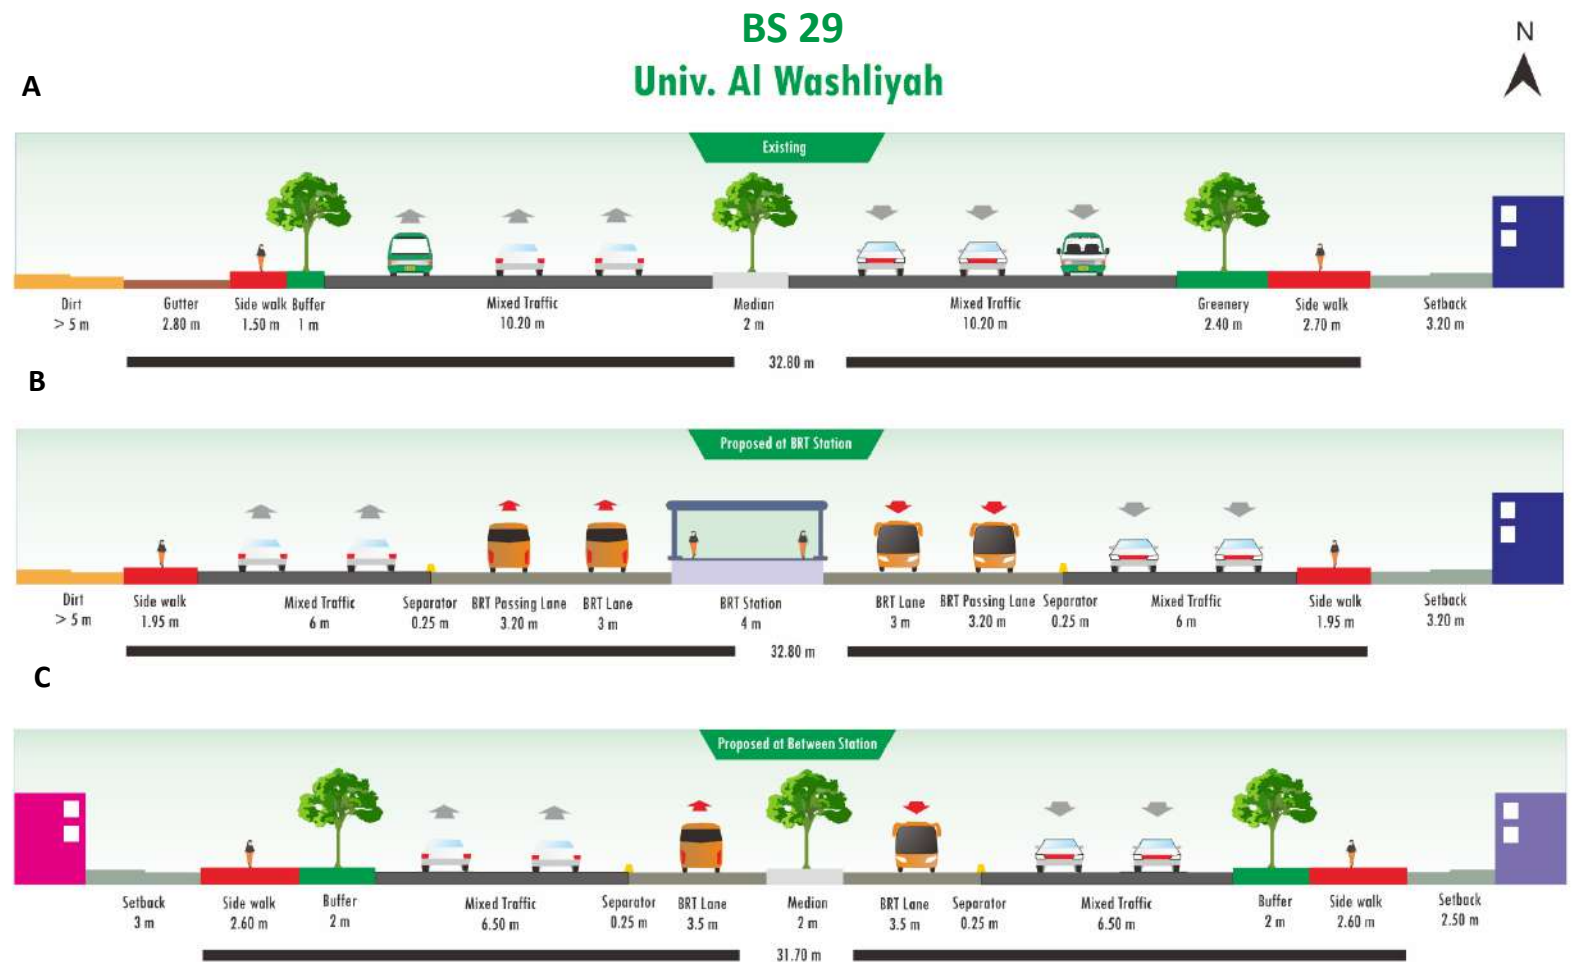 BS 29
N
Univ. Al Washliyah
A
Existing
Dirt
> 5 m
Gutter
2.80 m
Side walk
1.50 m
Buffer
1 m
Mixed Traffic
10.20 m
Median
2 m
Mixed Traffic
10.20 m
Greenery
2.40 m
Side walk
2.70 m
Setback
3.20 m
32.80 m
B
Proposed at BRT Station
Dirt
> 5 m
Side walk
1.95 m
Mixed Traffic
6 m
Separator
0.25 m
BRT Passing Lane
3.20 m
BRT Lane
3 m
BRT Station
4 m
BRT Lane
3 m
BRT Passing Lane
3.20 m
Separator
0.25 m
Mixed Traffic
6 m
Side walk
1.95 m
Setback
3.20 m
32.80 m
C
Proposed at Between Station
Setback
3 m
Side walk
2.60 m
Buffer
2 m
Mixed Traffic
6.50 m
Separator
0.25 m
BRT Lane
3.5 m
Median
2 m
BRT Lane
3.5 m
Separator
0.25 m
Mixed Traffic
6.50 m
Buffer
2 m
Side walk
2.60 m
Setback
2.50 m
31.70 m